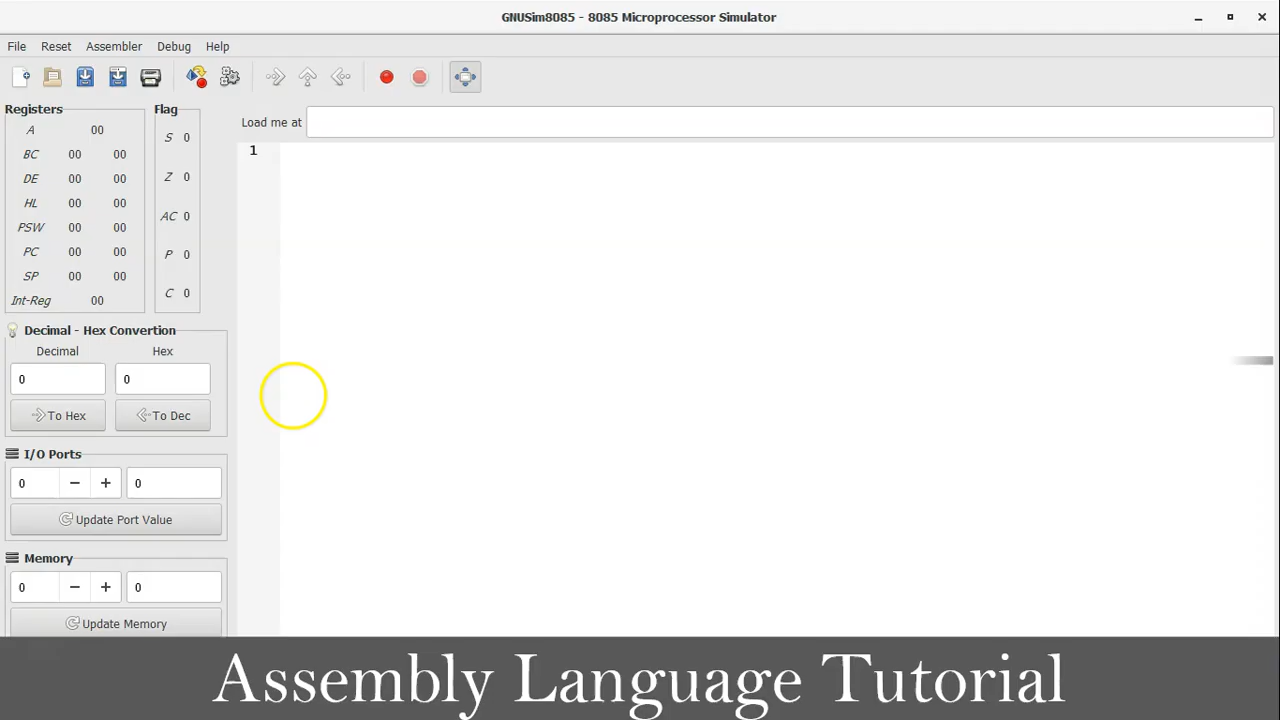 GNUSim8085 - 8085 Microprocessor Simulator
File Reset Assembler Debug Help
Registers
A 00
BC 00 00
DE 00 00
HL 00 00
PSW 00 00
PC 00 00
SP 00 00
Int-Reg 00
Flag
S 0
Z 0
AC 0
P 0
C 0
Decimal - Hex Convertion
Decimal Hex
0 0
To Hex To Dec
I/O Ports
0 − + 0
Update Port Value
Memory
0 − + 0
Update Memory
Load me at
1
Assembly Language Tutorial